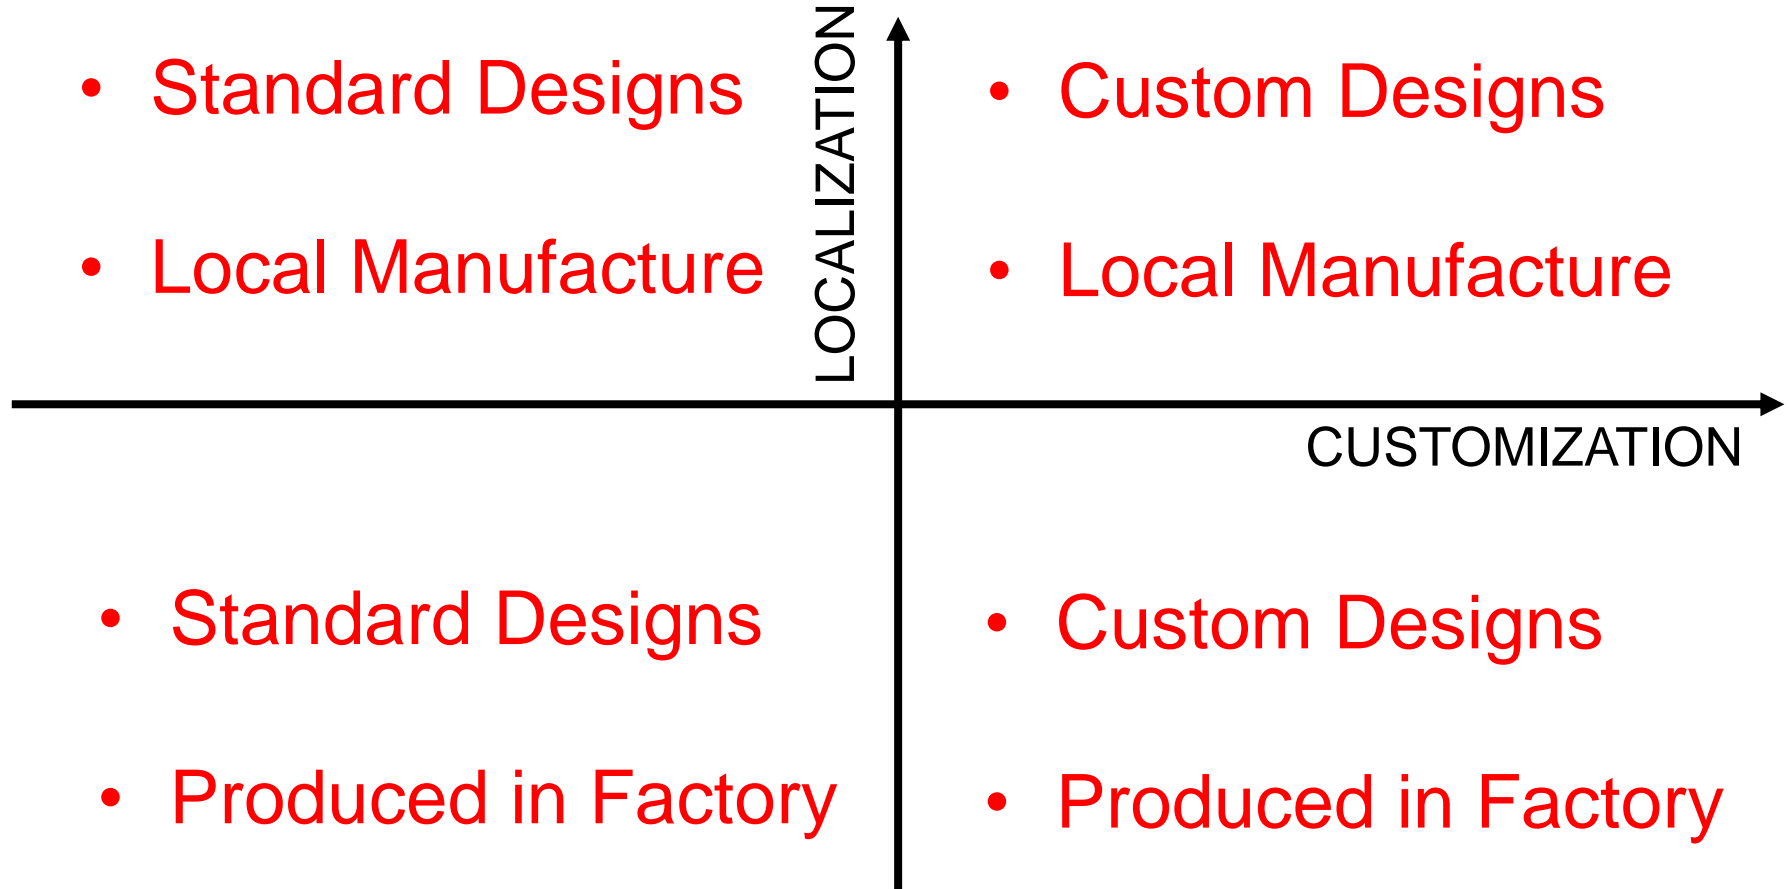 • Standard Designs
• Local Manufacture
LOCALIZATION
• Custom Designs
• Local Manufacture
CUSTOMIZATION
• Standard Designs
• Produced in Factory
• Custom Designs
• Produced in Factory